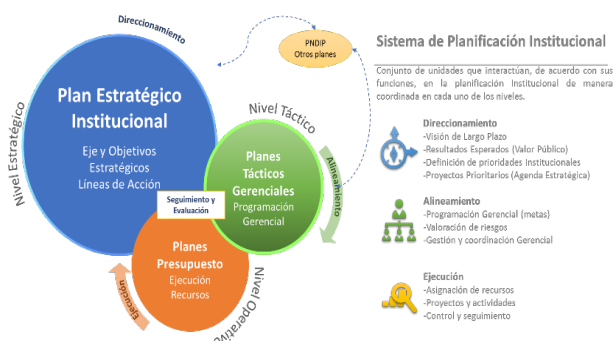 Direccionamiento
PNDIP
Otros planes
Nivel Estratégico
Plan Estratégico
Institucional
Eje y Objetivos
Estratégicos
Líneas de Acción
Nivel Táctico
Planes
Tácticos
Gerenciales
Programación
Gerencial
Alineamiento
Seguimiento y
Evaluación
Planes
Presupuesto
Ejecución
Recursos
Ejecución
Nivel Operativo
Sistema de Planificación Institucional
Conjunto de unidades que interactúan, de acuerdo con sus
funciones, en la planificación Institucional de manera
coordinada en cada uno de los niveles.
Direccionamiento
-Visión de Largo Plazo
-Resultados Esperados (Valor Público)
-Definición de prioridades Institucionales
-Proyectos Prioritarios (Agenda Estratégica)
Alineamiento
-Programación Gerencial (metas)
-Valoración de riesgos
-Gestión y coordinación Gerencial
Ejecución
-Asignación de recursos
-Proyectos y actividades
-Control y seguimiento